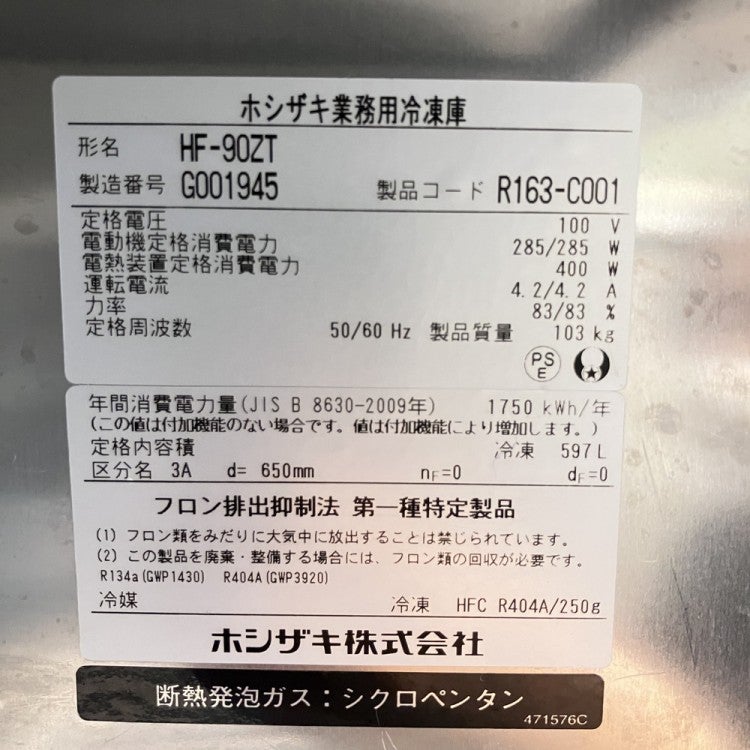 ホシザキ業務用冷凍庫
形名 HF-90ZT
製造番号 G001945 製品コード R163-C001
定格電圧 100 V
電動機定格消費電力 285/285 W
電熱装置定格消費電力 400 W
運転電流 4.2/4.2 A
力率 83/83 %
定格周波数 50/60 Hz 製品質量 103 kg
PS
E
年間消費電力量(JIS B 8630-2009年) 1750 kWh/年
(この値は付加機能のない場合です。値は付加機能により増加します。)
定格内容積 冷凍 597L
区分名 3A d= 650mm nF=0 dF=0
フロン排出抑制法 第一種特定製品
(1) フロン類をみだりに大気中に放出することは禁じられています。
(2) この製品を廃棄・整備する場合には、フロン類の回収が必要です。
R134a(GWP1430) R404A(GWP3920)
冷媒 冷凍 HFC R404A/250g
ホシザキ株式会社
断熱発泡ガス：シクロペンタン
471576C